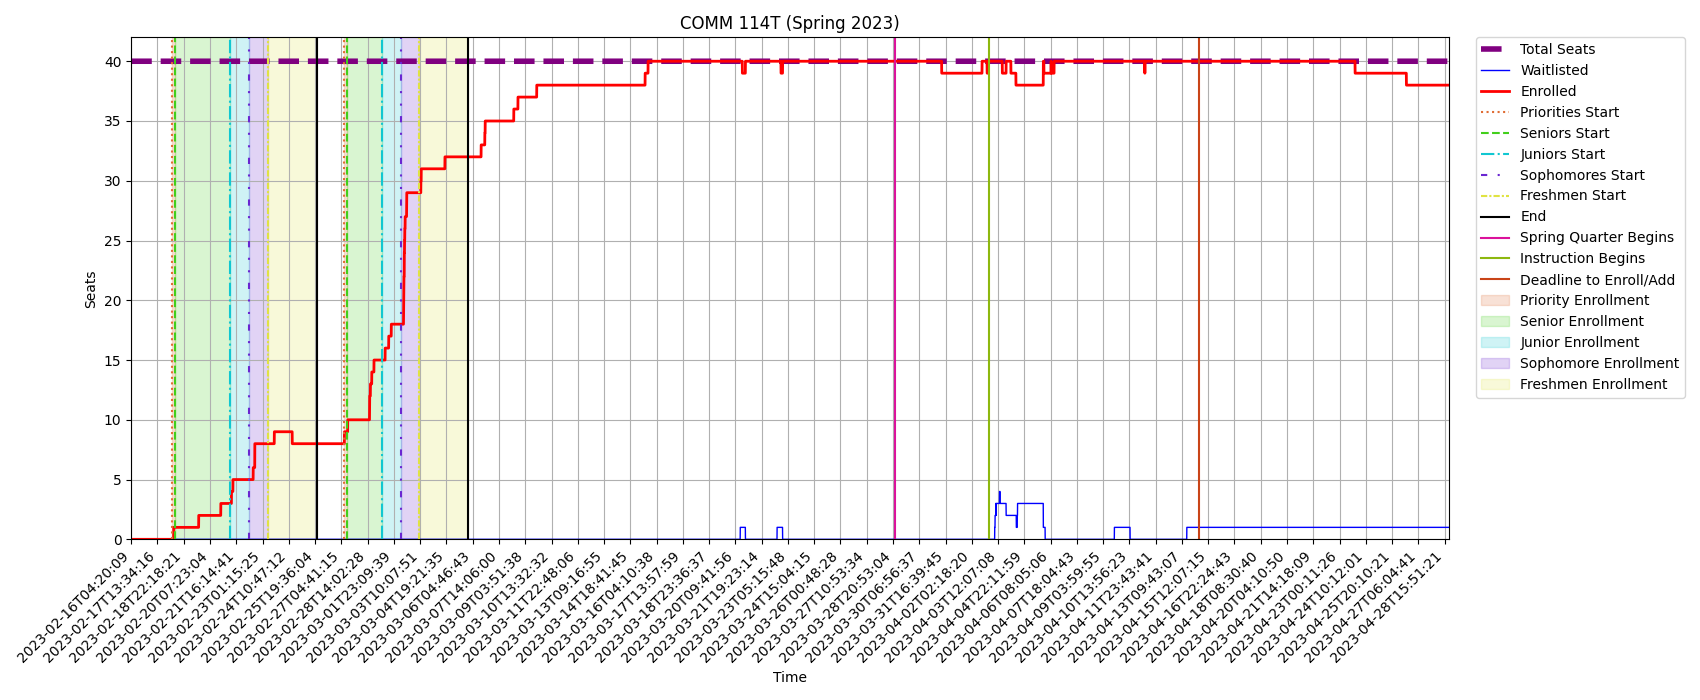 COMM 114T (Spring 2023)
Seats
40
35
30
25
20
15
10
5
0
2023-02-16T04:20:09
2023-02-17T13:34:16
2023-02-18T22:18:21
2023-02-20T07:23:04
2023-02-21T16:14:41
2023-02-23T01:15:25
2023-02-24T10:47:12
2023-02-25T19:36:04
2023-02-27T04:41:15
2023-02-28T14:02:28
2023-03-01T23:09:39
2023-03-03T10:07:51
2023-03-04T19:21:35
2023-03-06T04:46:43
2023-03-07T14:06:00
2023-03-09T03:51:38
2023-03-10T13:32:32
2023-03-11T22:48:06
2023-03-13T09:16:55
2023-03-14T18:41:45
2023-03-16T04:10:38
2023-03-17T13:57:59
2023-03-18T23:36:37
2023-03-20T09:41:56
2023-03-21T19:23:14
2023-03-23T05:15:48
2023-03-24T15:04:15
2023-03-26T00:48:28
2023-03-27T10:53:34
2023-03-28T20:53:04
2023-03-30T06:56:37
2023-03-31T16:39:45
2023-04-02T02:18:20
2023-04-03T12:07:08
2023-04-04T22:11:59
2023-04-06T08:05:06
2023-04-07T18:04:43
2023-04-09T03:59:55
2023-04-10T13:56:23
2023-04-11T23:43:41
2023-04-13T09:43:07
2023-04-15T12:07:15
2023-04-16T22:24:43
2023-04-18T08:30:40
2023-04-20T04:10:50
2023-04-21T14:18:09
2023-04-23T00:11:26
2023-04-24T10:12:01
2023-04-25T20:10:21
2023-04-27T06:04:41
2023-04-28T15:51:21
Time
Total Seats
Waitlisted
Enrolled
Priorities Start
Seniors Start
Juniors Start
Sophomores Start
Freshmen Start
End
Spring Quarter Begins
Instruction Begins
Deadline to Enroll/Add
Priority Enrollment
Senior Enrollment
Junior Enrollment
Sophomore Enrollment
Freshmen Enrollment